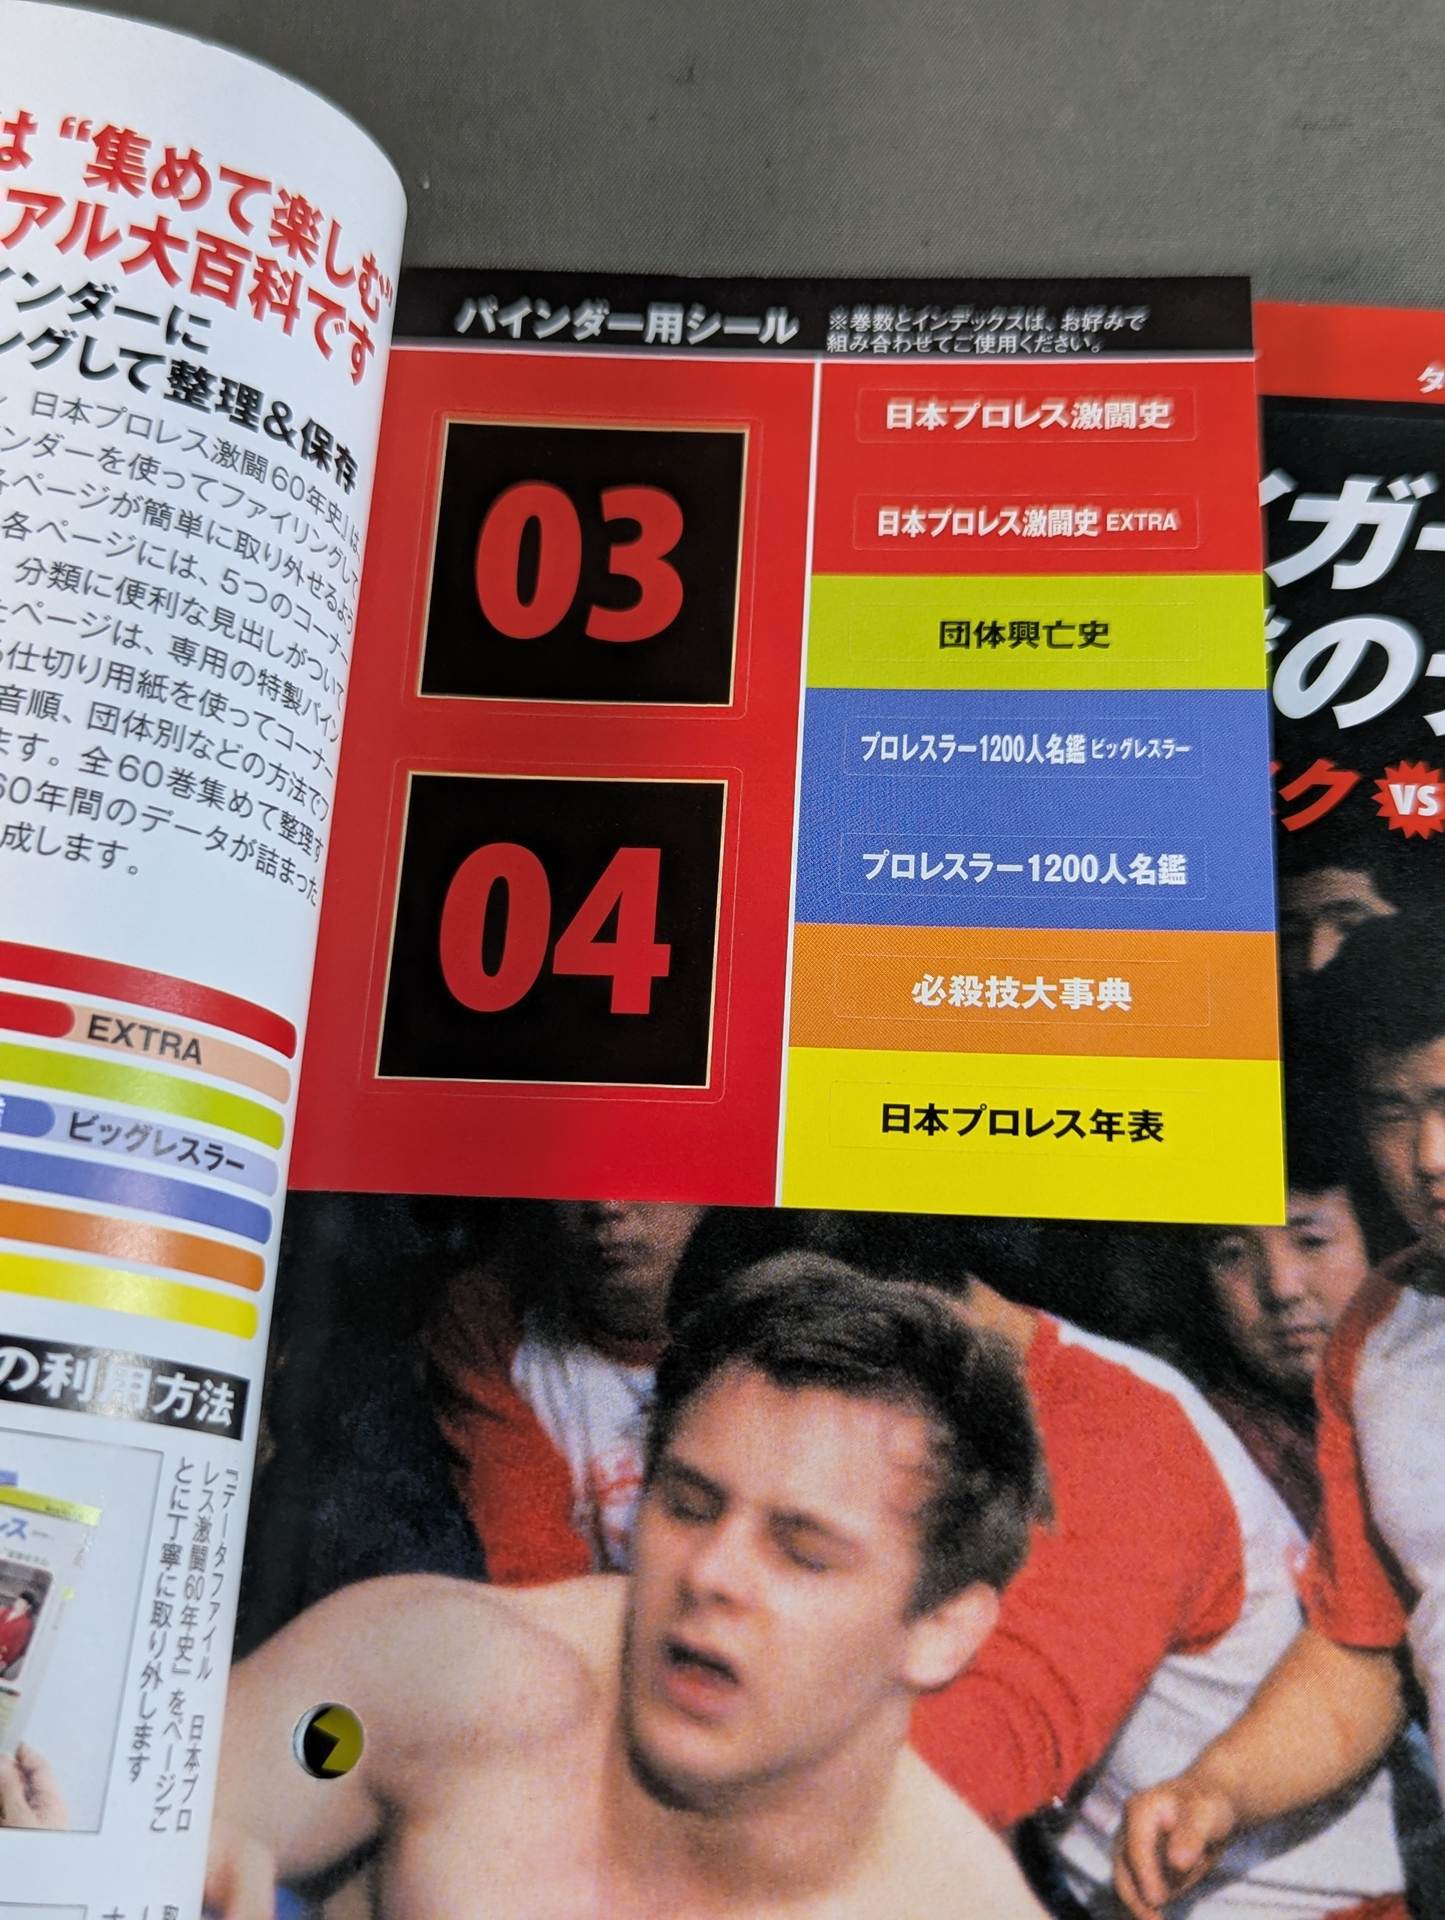 は“集めて楽しむ”
アル大百科です
インダーに
ングして整理＆保存
日本プロレス激闘60年史」は、
ンダーを使ってファイリングして
各ページが簡単に取り外せるよう
各ページには、5つのコーナー
分類に便利な見出しがついて
ページは、専用の特製バイン
仕切り用紙を使ってコーナー
音順、団体別などの方法でフ
ます。全60巻集めて整理す
60年間のデータが詰まった
成します。
EXTRA
ビッグレスラー
の利用方法
『データファイル 日本プロ
レス激闘60年史』をページご
とに丁寧に取り外します
バインダー用シール
※巻数とインデックスは、お好みで
組み合わせてご使用ください。
03
04
日本プロレス激闘史
日本プロレス激闘史 EXTRA
団体興亡史
プロレスラー1200人名鑑 ビッグレスラー
プロレスラー1200人名鑑
必殺技大事典
日本プロレス年表
イガー
のデ
ク VS